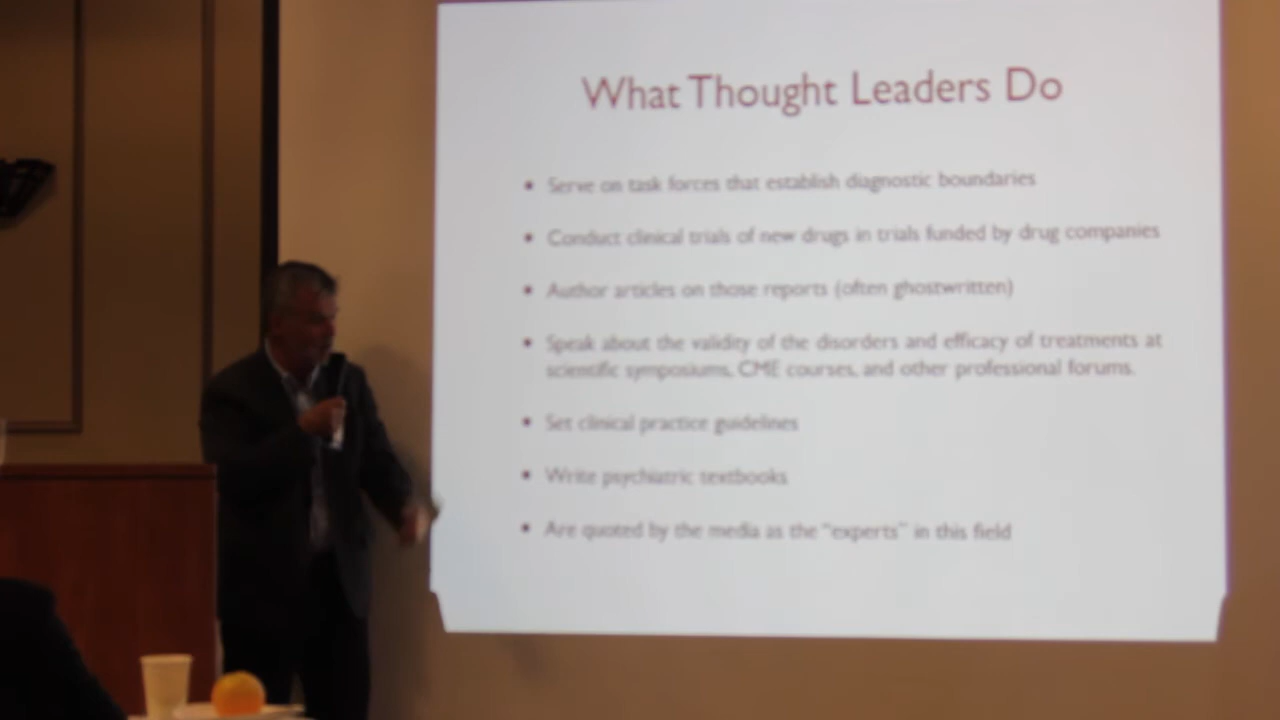 What Thought Leaders Do
• Serve on task forces that establish diagnostic boundaries
• Conduct clinical trials of new drugs in trials funded by drug companies
• Author articles on those reports (often ghostwritten)
• Speak about the validity of the disorders and efficacy of treatments at
scientific symposiums, CME courses, and other professional forums.
• Set clinical practice guidelines
• Write psychiatric textbooks
• Are quoted by the media as the "experts" in this field